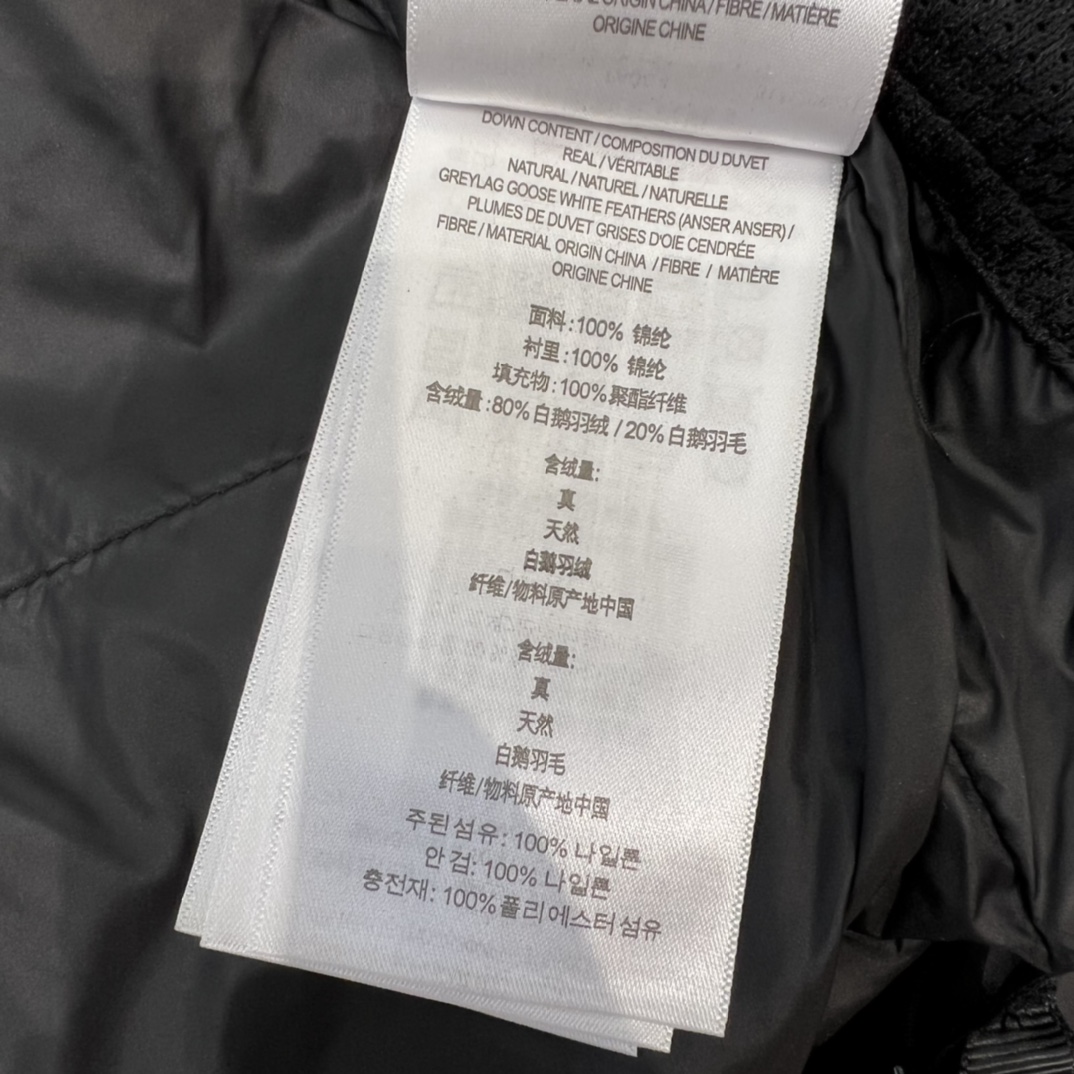 ORIGIN CHINA / FIBRE / MATIÈRE
ORIGINE CHINE
DOWN CONTENT / COMPOSITION DU DUVET
REAL / VÉRITABLE
NATURAL / NATUREL / NATURELLE
GREYLAG GOOSE WHITE FEATHERS (ANSER ANSER) /
PLUMES DE DUVET GRISES D'OIE CENDRÉE
FIBRE / MATERIAL ORIGIN CHINA / FIBRE / MATIÈRE
ORIGINE CHINE
面料:100% 锦纶
衬里:100% 锦纶
填充物:100%聚酯纤维
含绒量:80%白鹅羽绒 / 20%白鹅羽毛
含绒量:
真
天然
白鹅羽绒
纤维/物料原产地中国
含绒量:
真
天然
白鹅羽毛
纤维/物料原产地中国
주된섬유: 100% 나일론
안검: 100% 나일론
충전재: 100%폴리에스터섬유